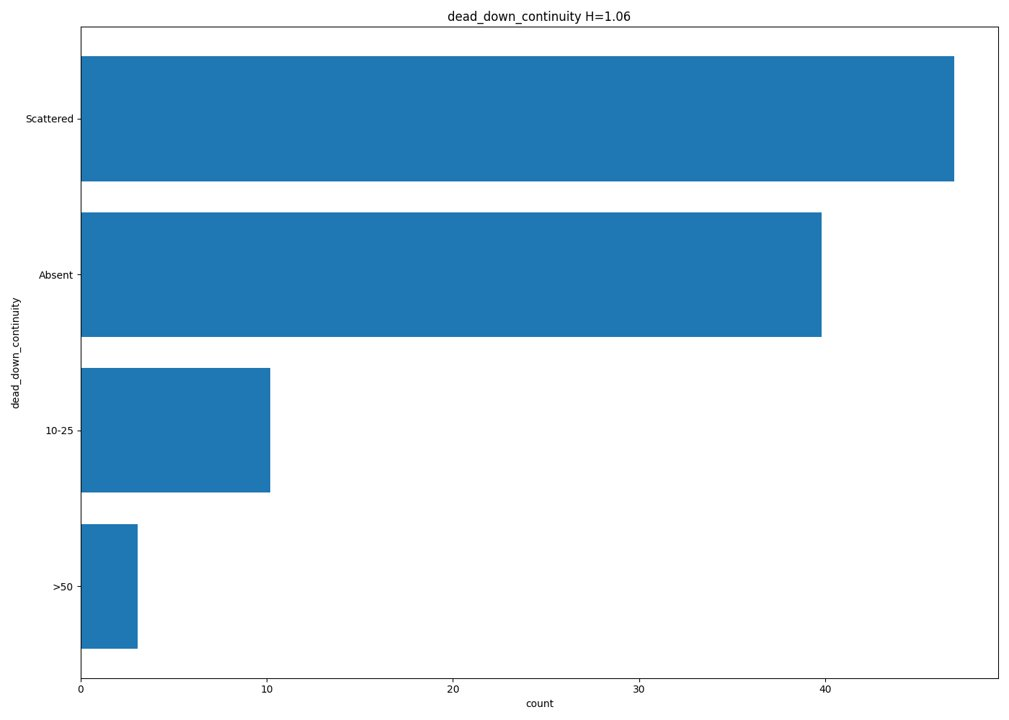 dead_down_continuity H=1.06
dead_down_continuity
Scattered
Absent
10-25
>50
0 10 20 30 40
count